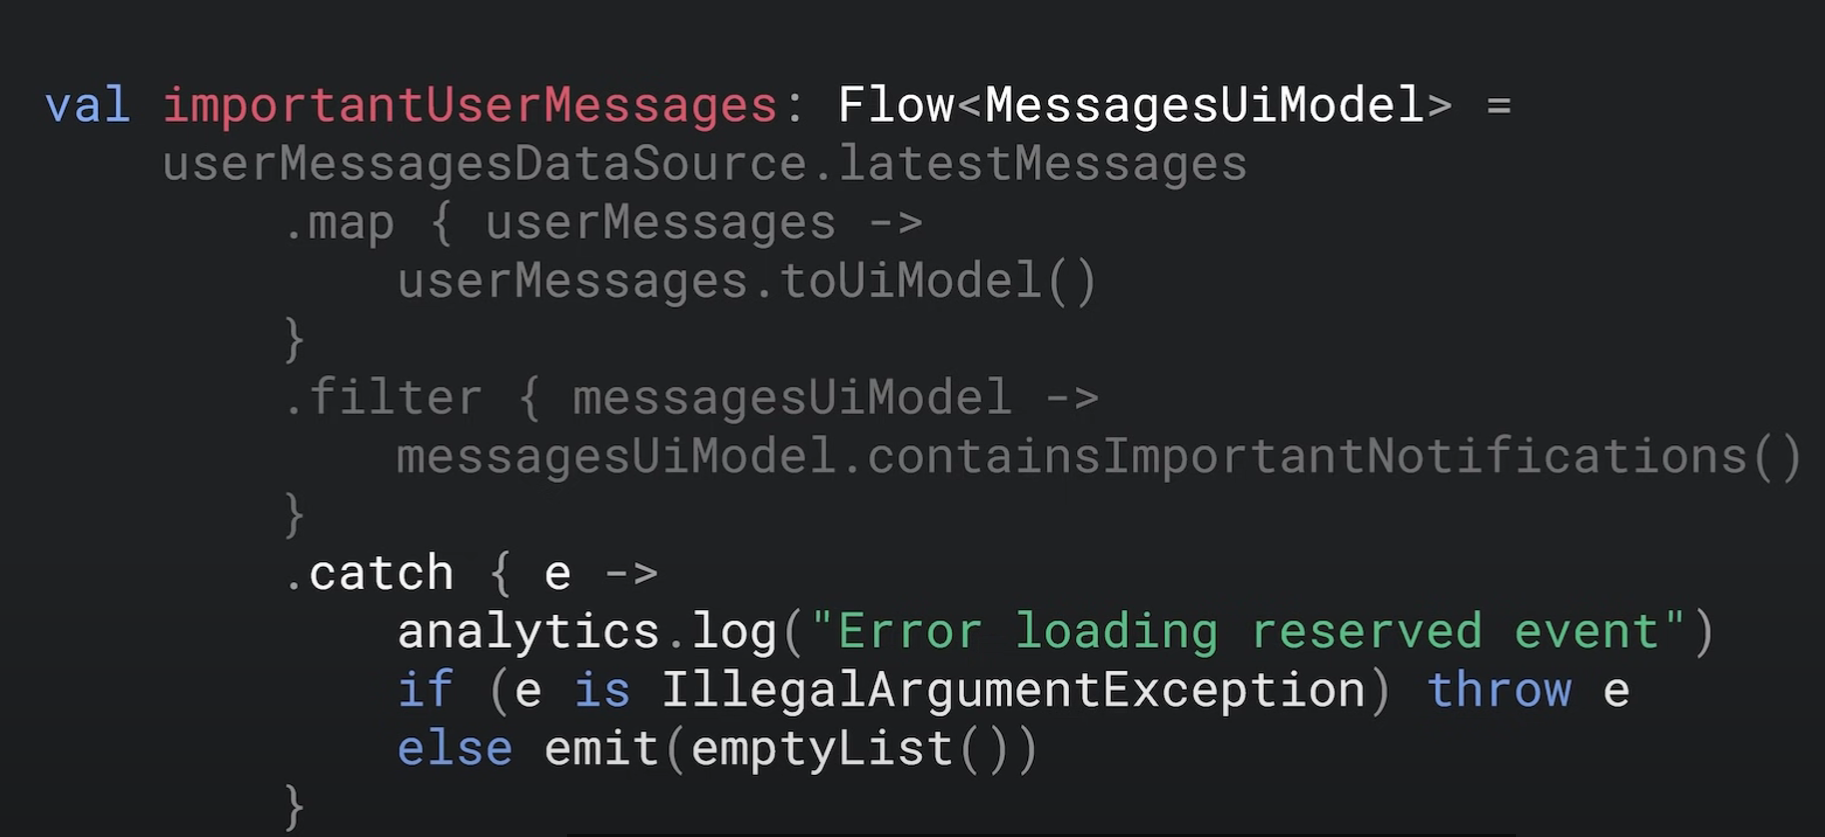 val importantUserMessages: Flow<MessagesUiModel> =
    userMessagesDataSource.latestMessages
        .map { userMessages ->
            userMessages.toUiModel()
        }
        .filter { messagesUiModel ->
            messagesUiModel.containsImportantNotifications()
        }
        .catch { e ->
            analytics.log("Error loading reserved event")
            if (e is IllegalArgumentException) throw e
            else emit(emptyList())
        }